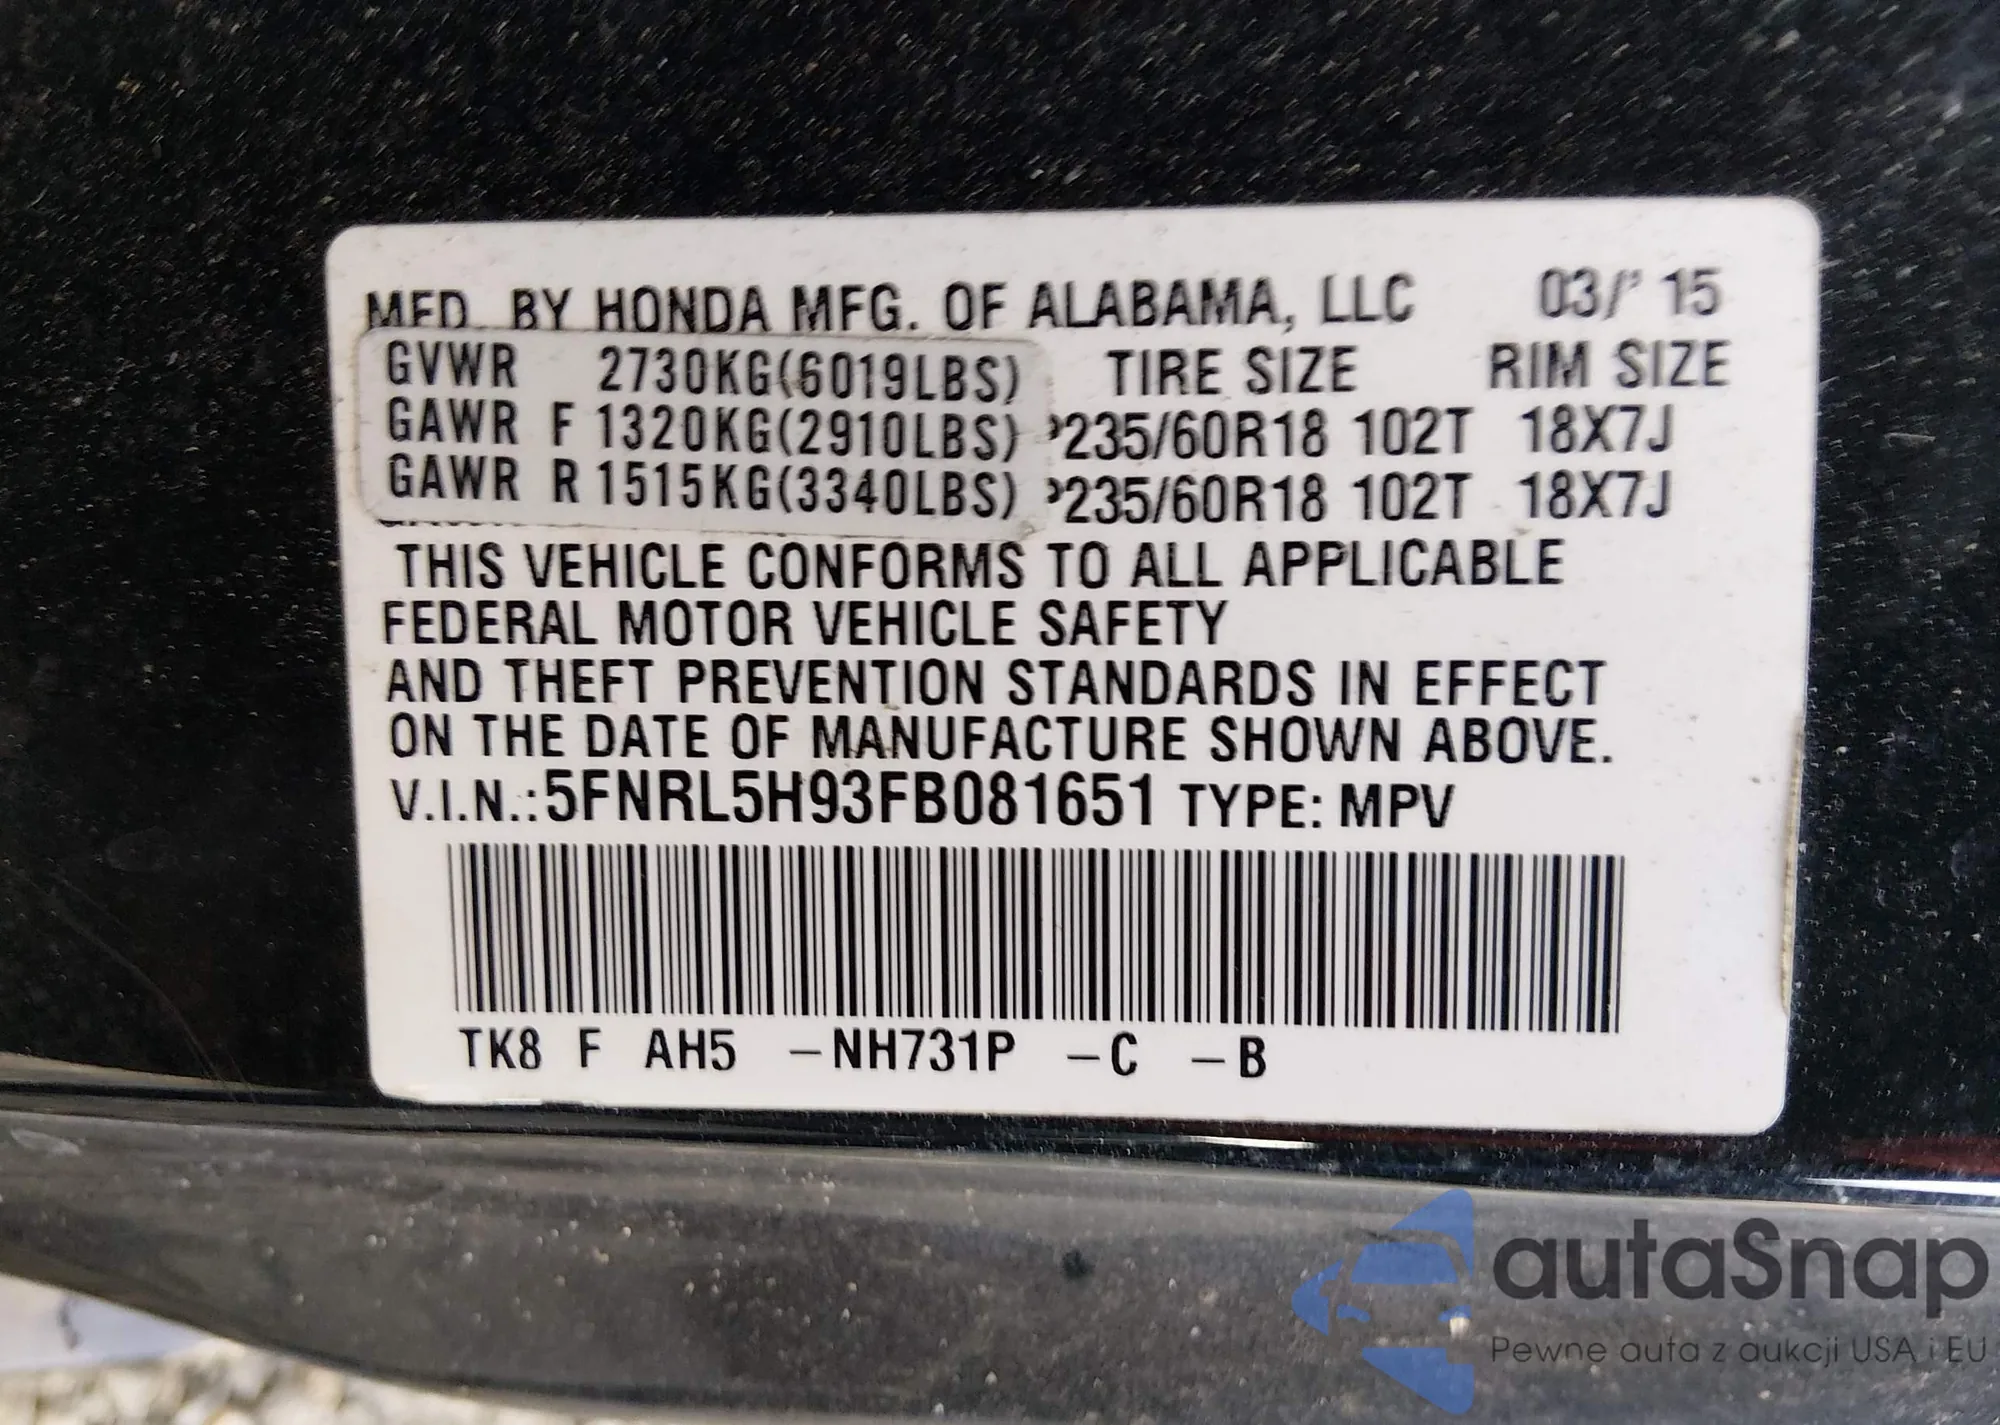 MFD. BY HONDA MFG. OF ALABAMA, LLC 03/' 15
GVWR 2730KG(6019LBS) TIRE SIZE RIM SIZE
GAWR F 1320KG(2910LBS) P235/60R18 102T 18X7J
GAWR R 1515KG(3340LBS) P235/60R18 102T 18X7J
THIS VEHICLE CONFORMS TO ALL APPLICABLE
FEDERAL MOTOR VEHICLE SAFETY
AND THEFT PREVENTION STANDARDS IN EFFECT
ON THE DATE OF MANUFACTURE SHOWN ABOVE.
V.I.N.:5FNRL5H93FB081651 TYPE: MPV
TK8 F AH5 –NH731P –C –B
autaSnap
Pewne auta z aukcji USA i EU